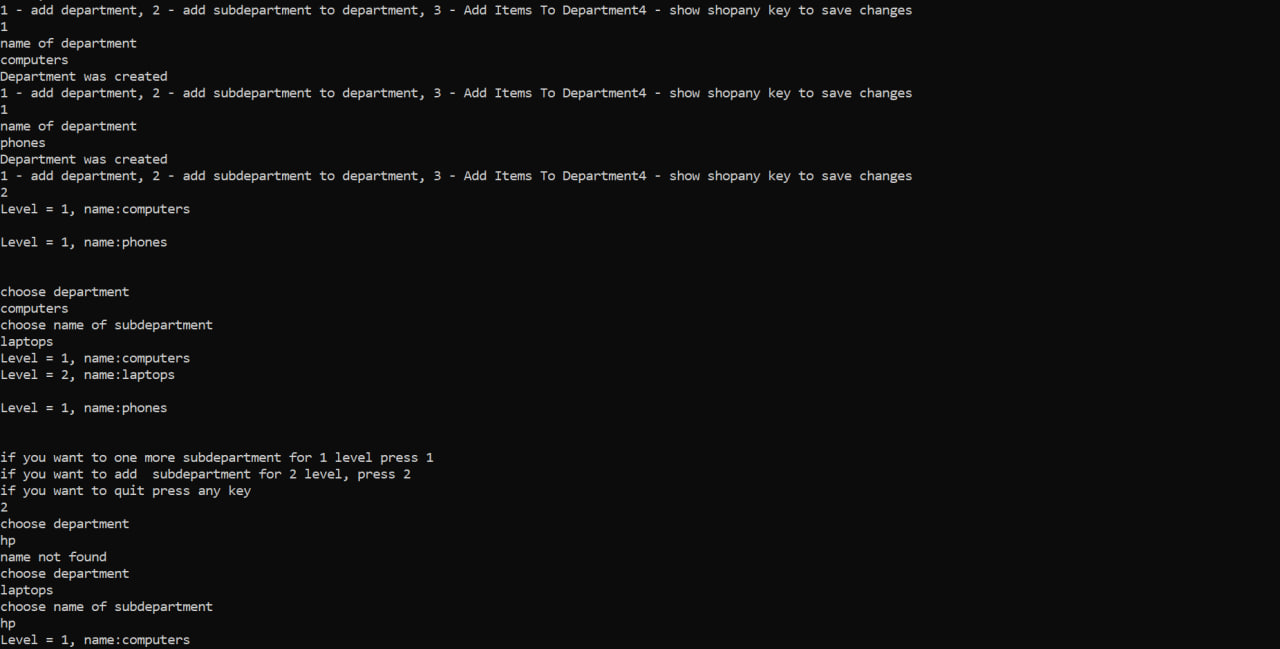 1 - add department, 2 - add subdepartment to department, 3 - Add Items To Department4 - show shopany key to save changes
1
name of department
computers
Department was created
1 - add department, 2 - add subdepartment to department, 3 - Add Items To Department4 - show shopany key to save changes
1
name of department
phones
Department was created
1 - add department, 2 - add subdepartment to department, 3 - Add Items To Department4 - show shopany key to save changes
2
Level = 1, name:computers
Level = 1, name:phones
choose department
computers
choose name of subdepartment
laptops
Level = 1, name:computers
Level = 2, name:laptops
Level = 1, name:phones
if you want to one more subdepartment for 1 level press 1
if you want to add  subdepartment for 2 level, press 2
if you want to quit press any key
2
choose department
hp
name not found
choose department
laptops
choose name of subdepartment
hp
Level = 1, name:computers